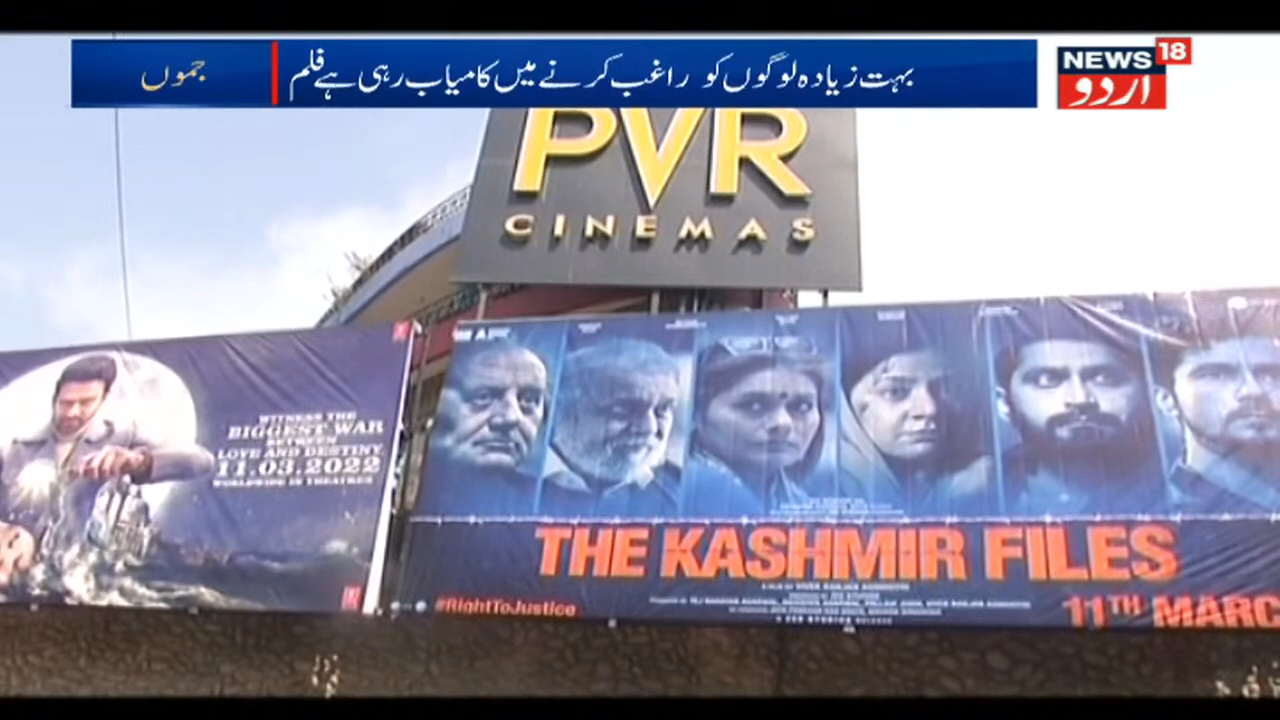 جموں
بہت زیادہ لوگوں کو راغب کرنے میں کامیاب رہی ہے فلم
NEWS 18
اردو
PVR
CINEMAS
WITNESS THE
BIGGEST WAR
BETWEEN
LOVE AND DESTINY.
11.03.2022
WORLDWIDE IN THEATRES
THE KASHMIR FILES
#RightToJustice
11TH MARC